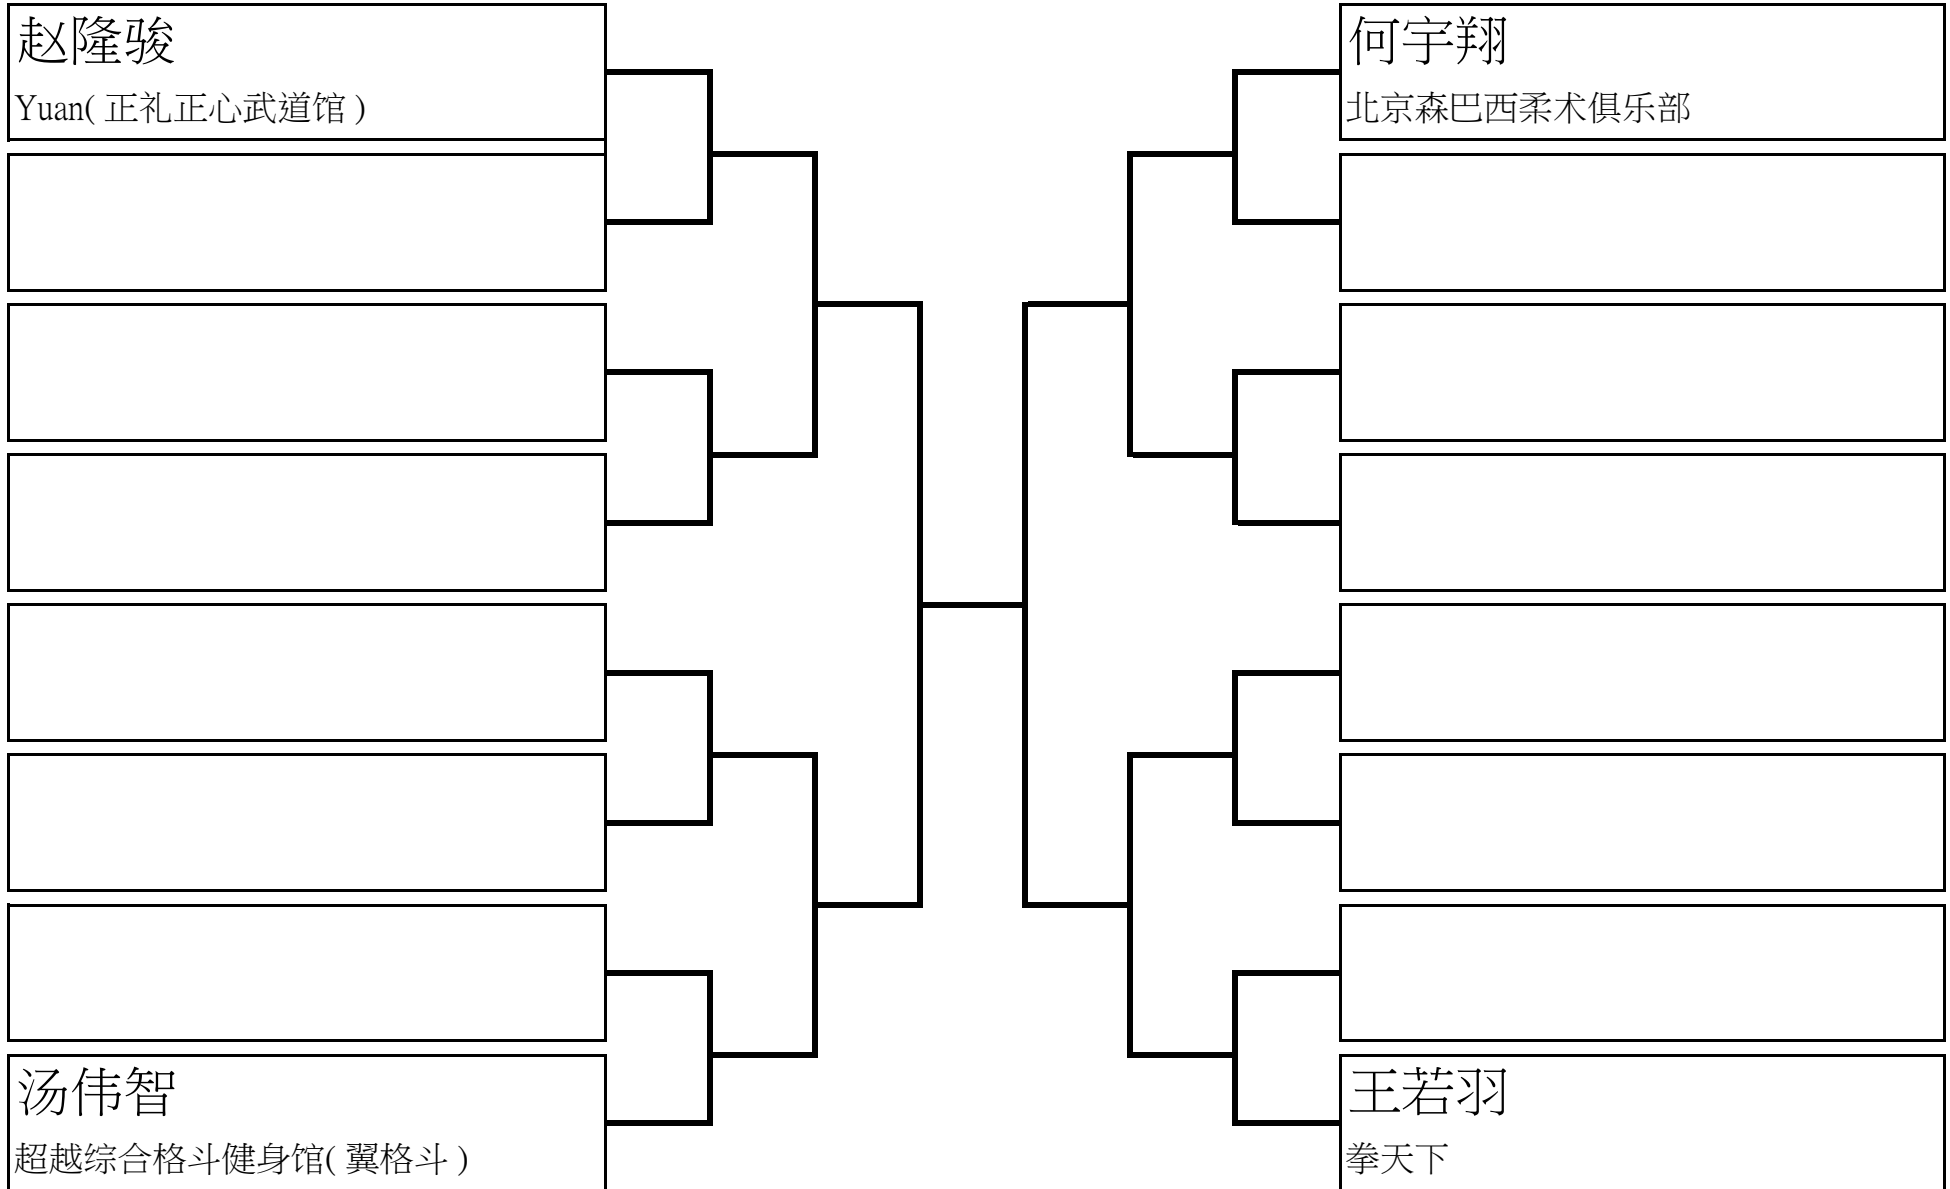 赵隆骏
Yuan( 正礼正心武道馆 )
汤伟智
超越综合格斗健身馆( 翼格斗 )
何宇翔
北京森巴西柔术俱乐部
王若羽
拳天下